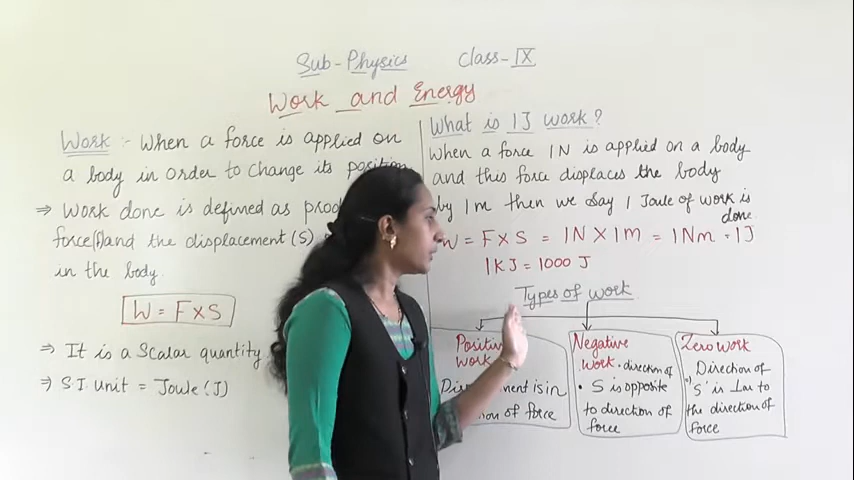 Sub-Physics Class-IX
Work and Energy
Work :- When a force is applied on
a body in order to change its position
⇒ Work done is defined as
force(f) and the displacement (s)
in the body.
W = F×S
⇒ It is a Scalar quantity
⇒ S.I. unit = Joule (J)
What is 1J work?
When a force 1N is applied on a body
and this force displaces the body
by 1m then we say 1 Joule of work is
done.
W = F×S = 1N×1m = 1Nm = 1J
1KJ = 1000 J
Types of work
Positive
work
is in
of force
Negative
work • direction of
• S is opposite
to direction of
force
Zero work
Direction of
'S' is ⊥ar to
the direction of
force